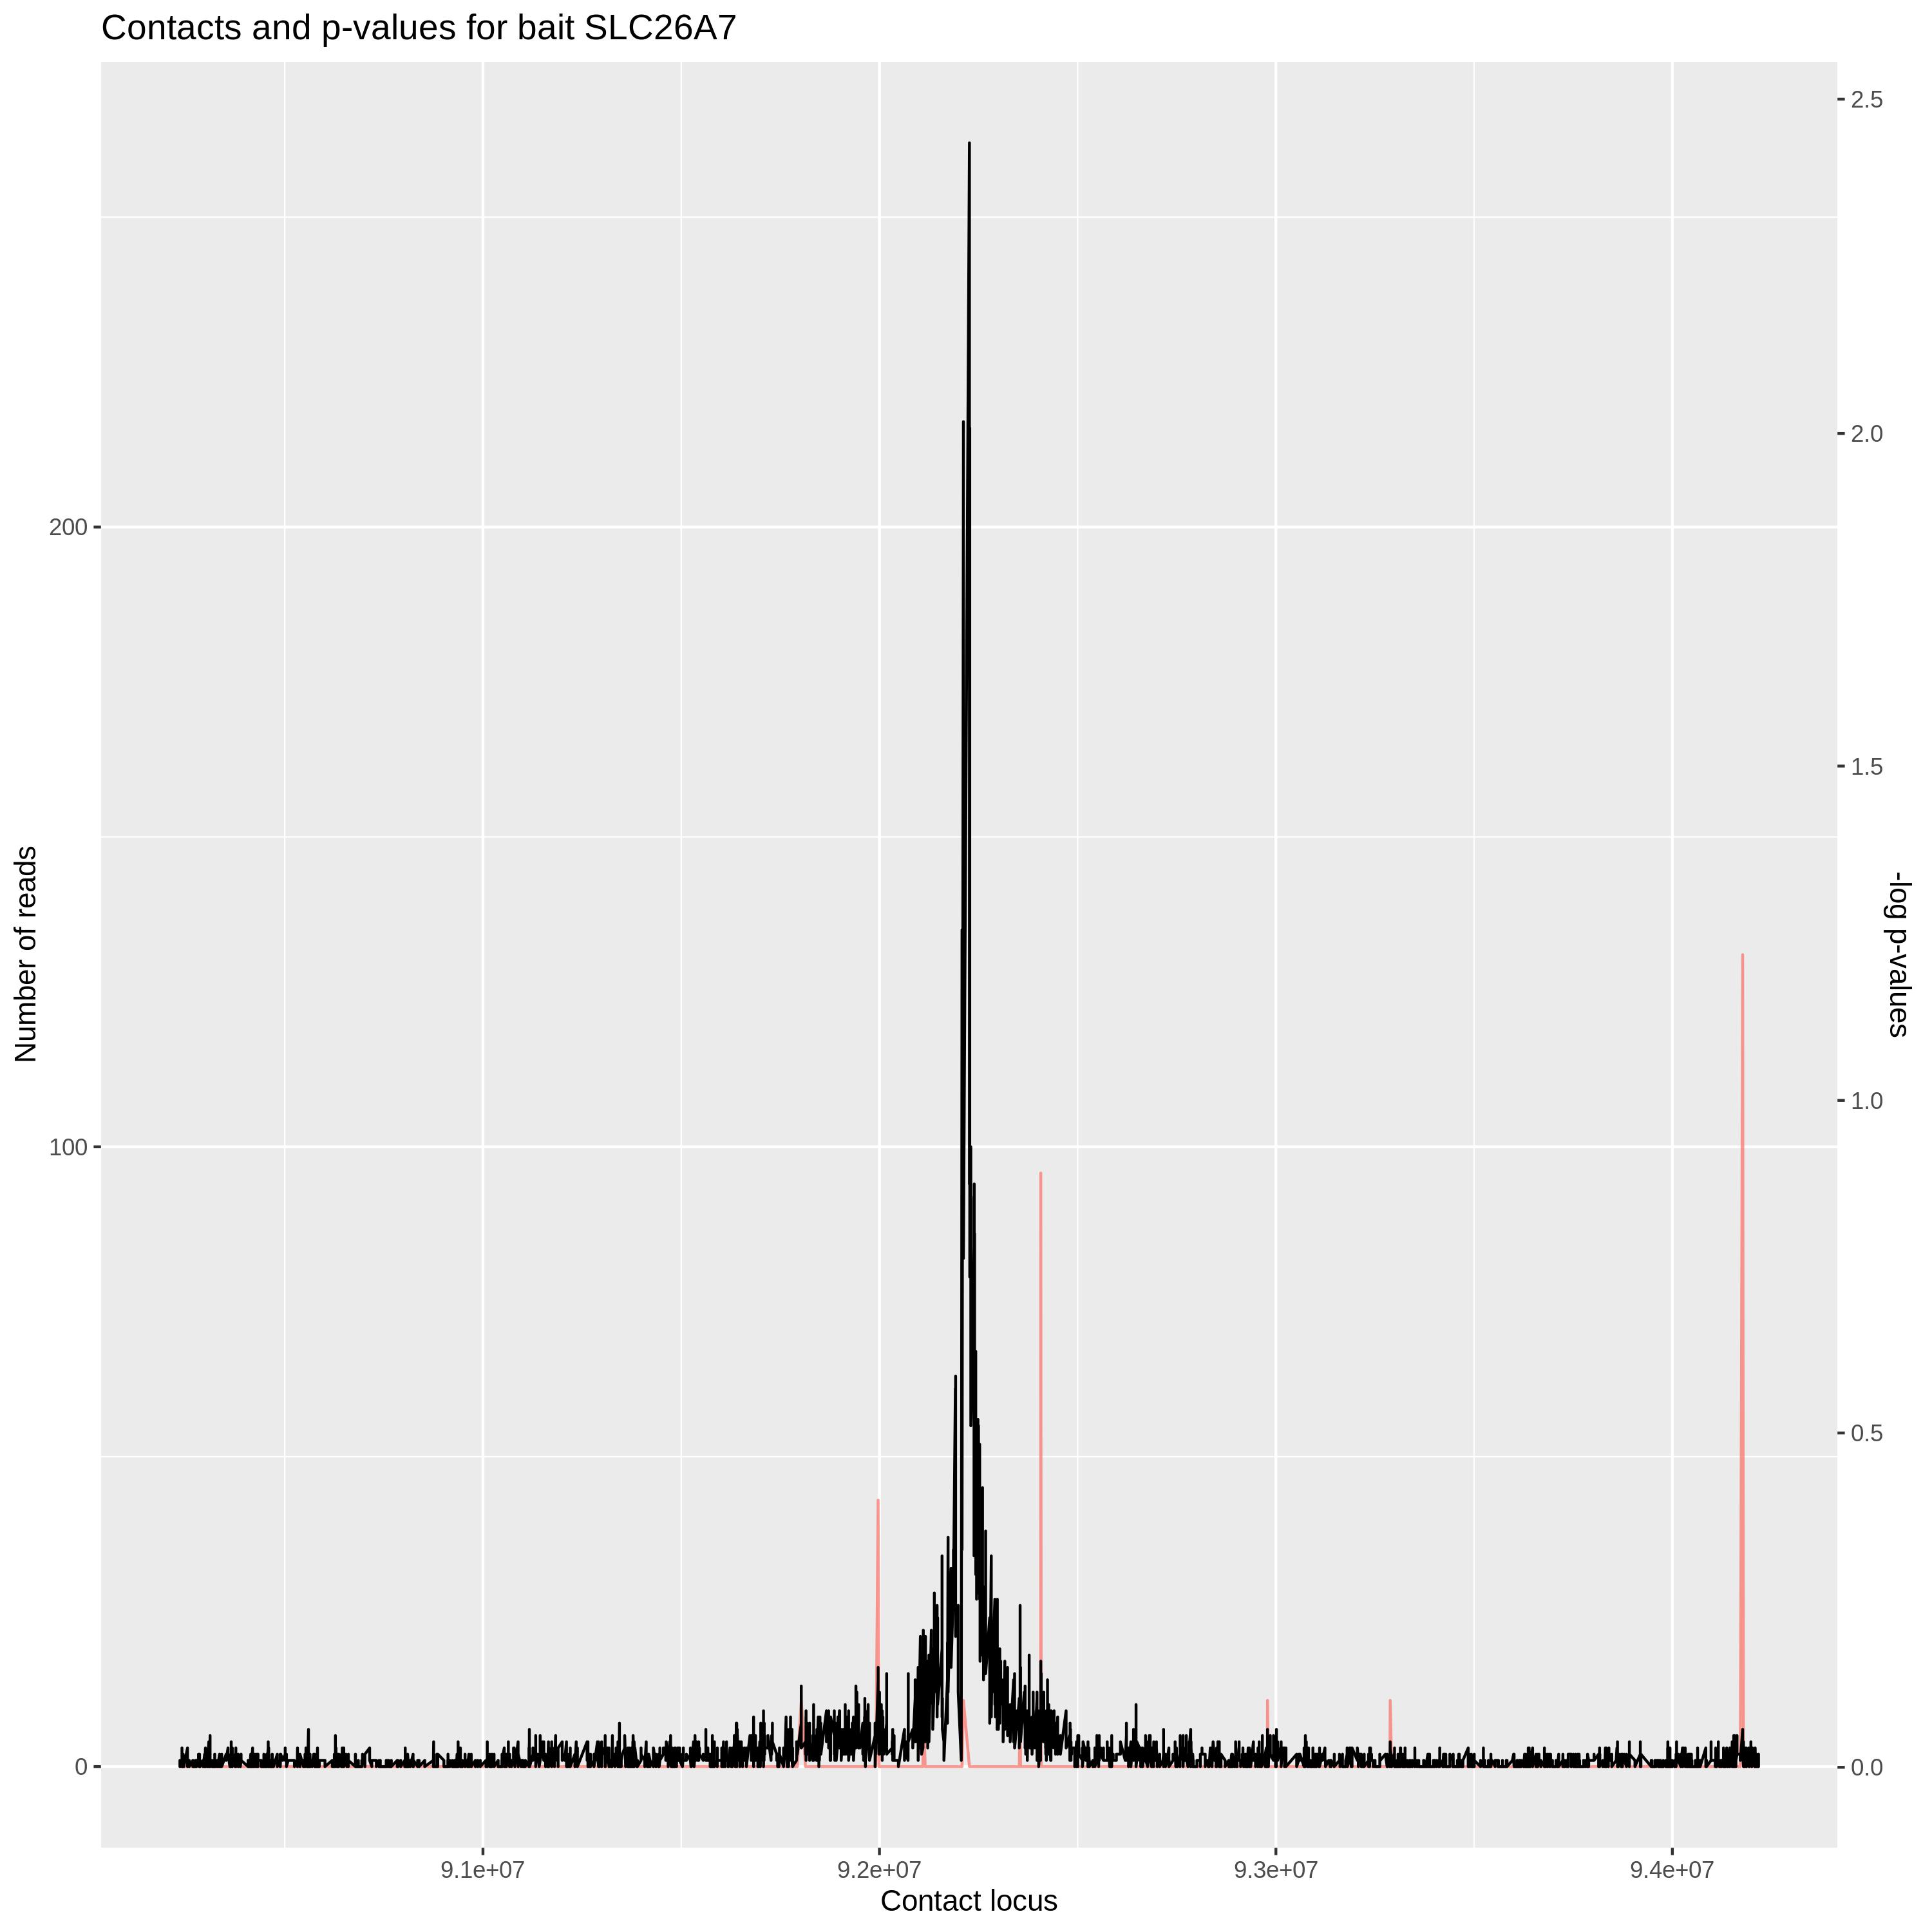 Contacts and p-values for bait SLC26A7
Number of reads
200
100
0
2.5
2.0
1.5
1.0
0.5
0.0
-log p-values
9.1e+07
9.2e+07
9.3e+07
9.4e+07
Contact locus